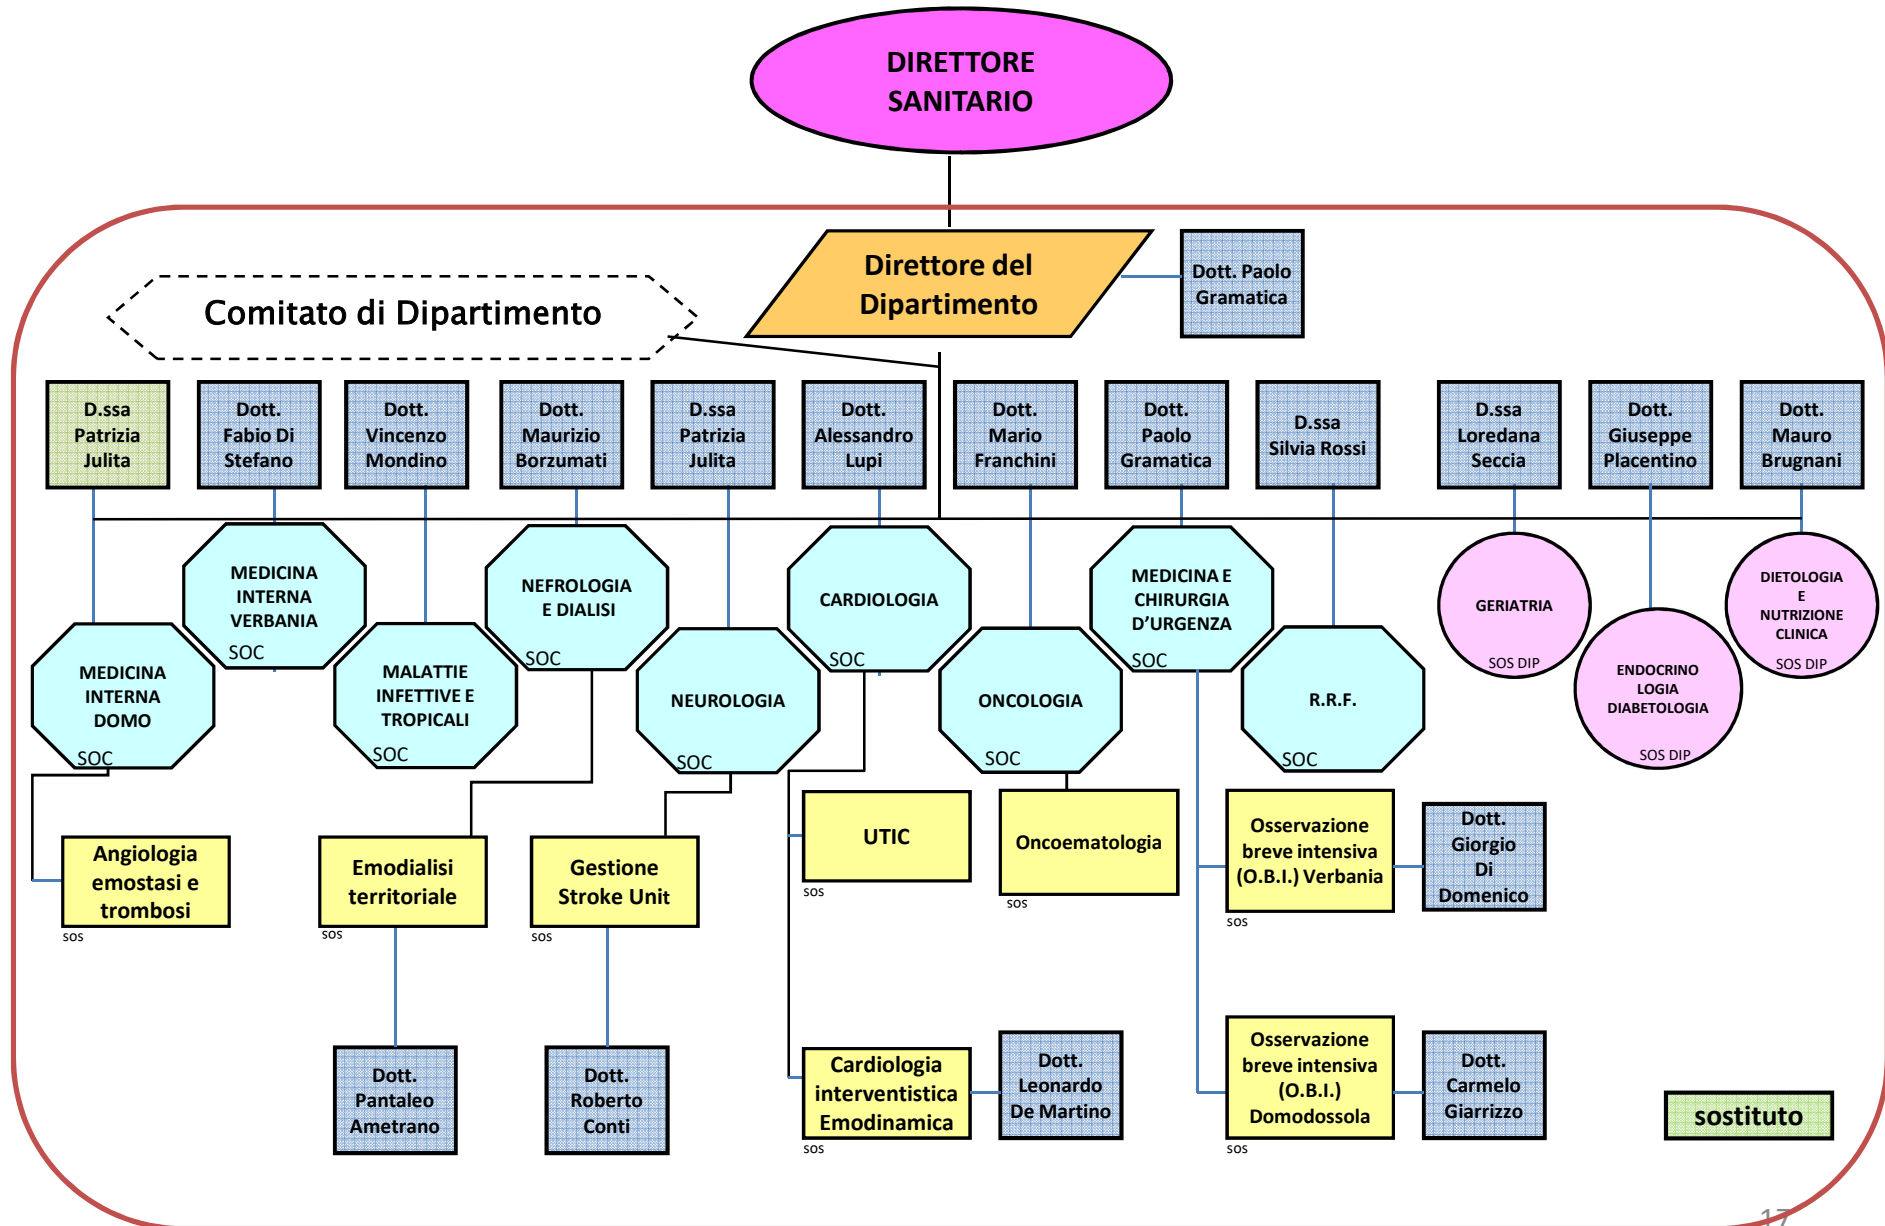 DIRETTORE
SANITARIO
Direttore del
Dipartimento
Dott. Paolo
Gramatica
Comitato di Dipartimento
D.ssa
Patrizia
Julita
Dott.
Fabio Di
Stefano
Dott.
Vincenzo
Mondino
Dott.
Maurizio
Borzumati
D.ssa
Patrizia
Julita
Dott.
Alessandro
Lupi
Dott.
Mario
Franchini
Dott.
Paolo
Gramatica
D.ssa
Silvia Rossi
D.ssa
Loredana
Seccia
Dott.
Giuseppe
Placentino
Dott.
Mauro
Brugnani
MEDICINA
INTERNA
VERBANIA
SOC
NEFROLOGIA
E DIALISI
SOC
CARDIOLOGIA
SOC
MEDICINA E
CHIRURGIA
D’URGENZA
SOC
GERIATRIA
SOS DIP
DIETOLOGIA
E
NUTRIZIONE
CLINICA
SOS DIP
MEDICINA
INTERNA
DOMO
SOC
MALATTIE
INFETTIVE E
TROPICALI
SOC
NEUROLOGIA
SOC
ONCOLOGIA
SOC
R.R.F.
SOC
ENDOCRINO
LOGIA
DIABETOLOGIA
SOS DIP
Angiologia
emostasi e
trombosi
sos
Emodialisi
territoriale
sos
Gestione
Stroke Unit
sos
UTIC
sos
Oncoematologia
sos
Osservazione
breve intensiva
(O.B.I.) Verbania
sos
Dott.
Giorgio
Di
Domenico
Dott.
Pantaleo
Ametrano
Dott.
Roberto
Conti
Cardiologia
interventistica
Emodinamica
sos
Dott.
Leonardo
De Martino
Osservazione
breve intensiva
(O.B.I.)
Domodossola
sos
Dott.
Carmelo
Giarrizzo
sostituto
17